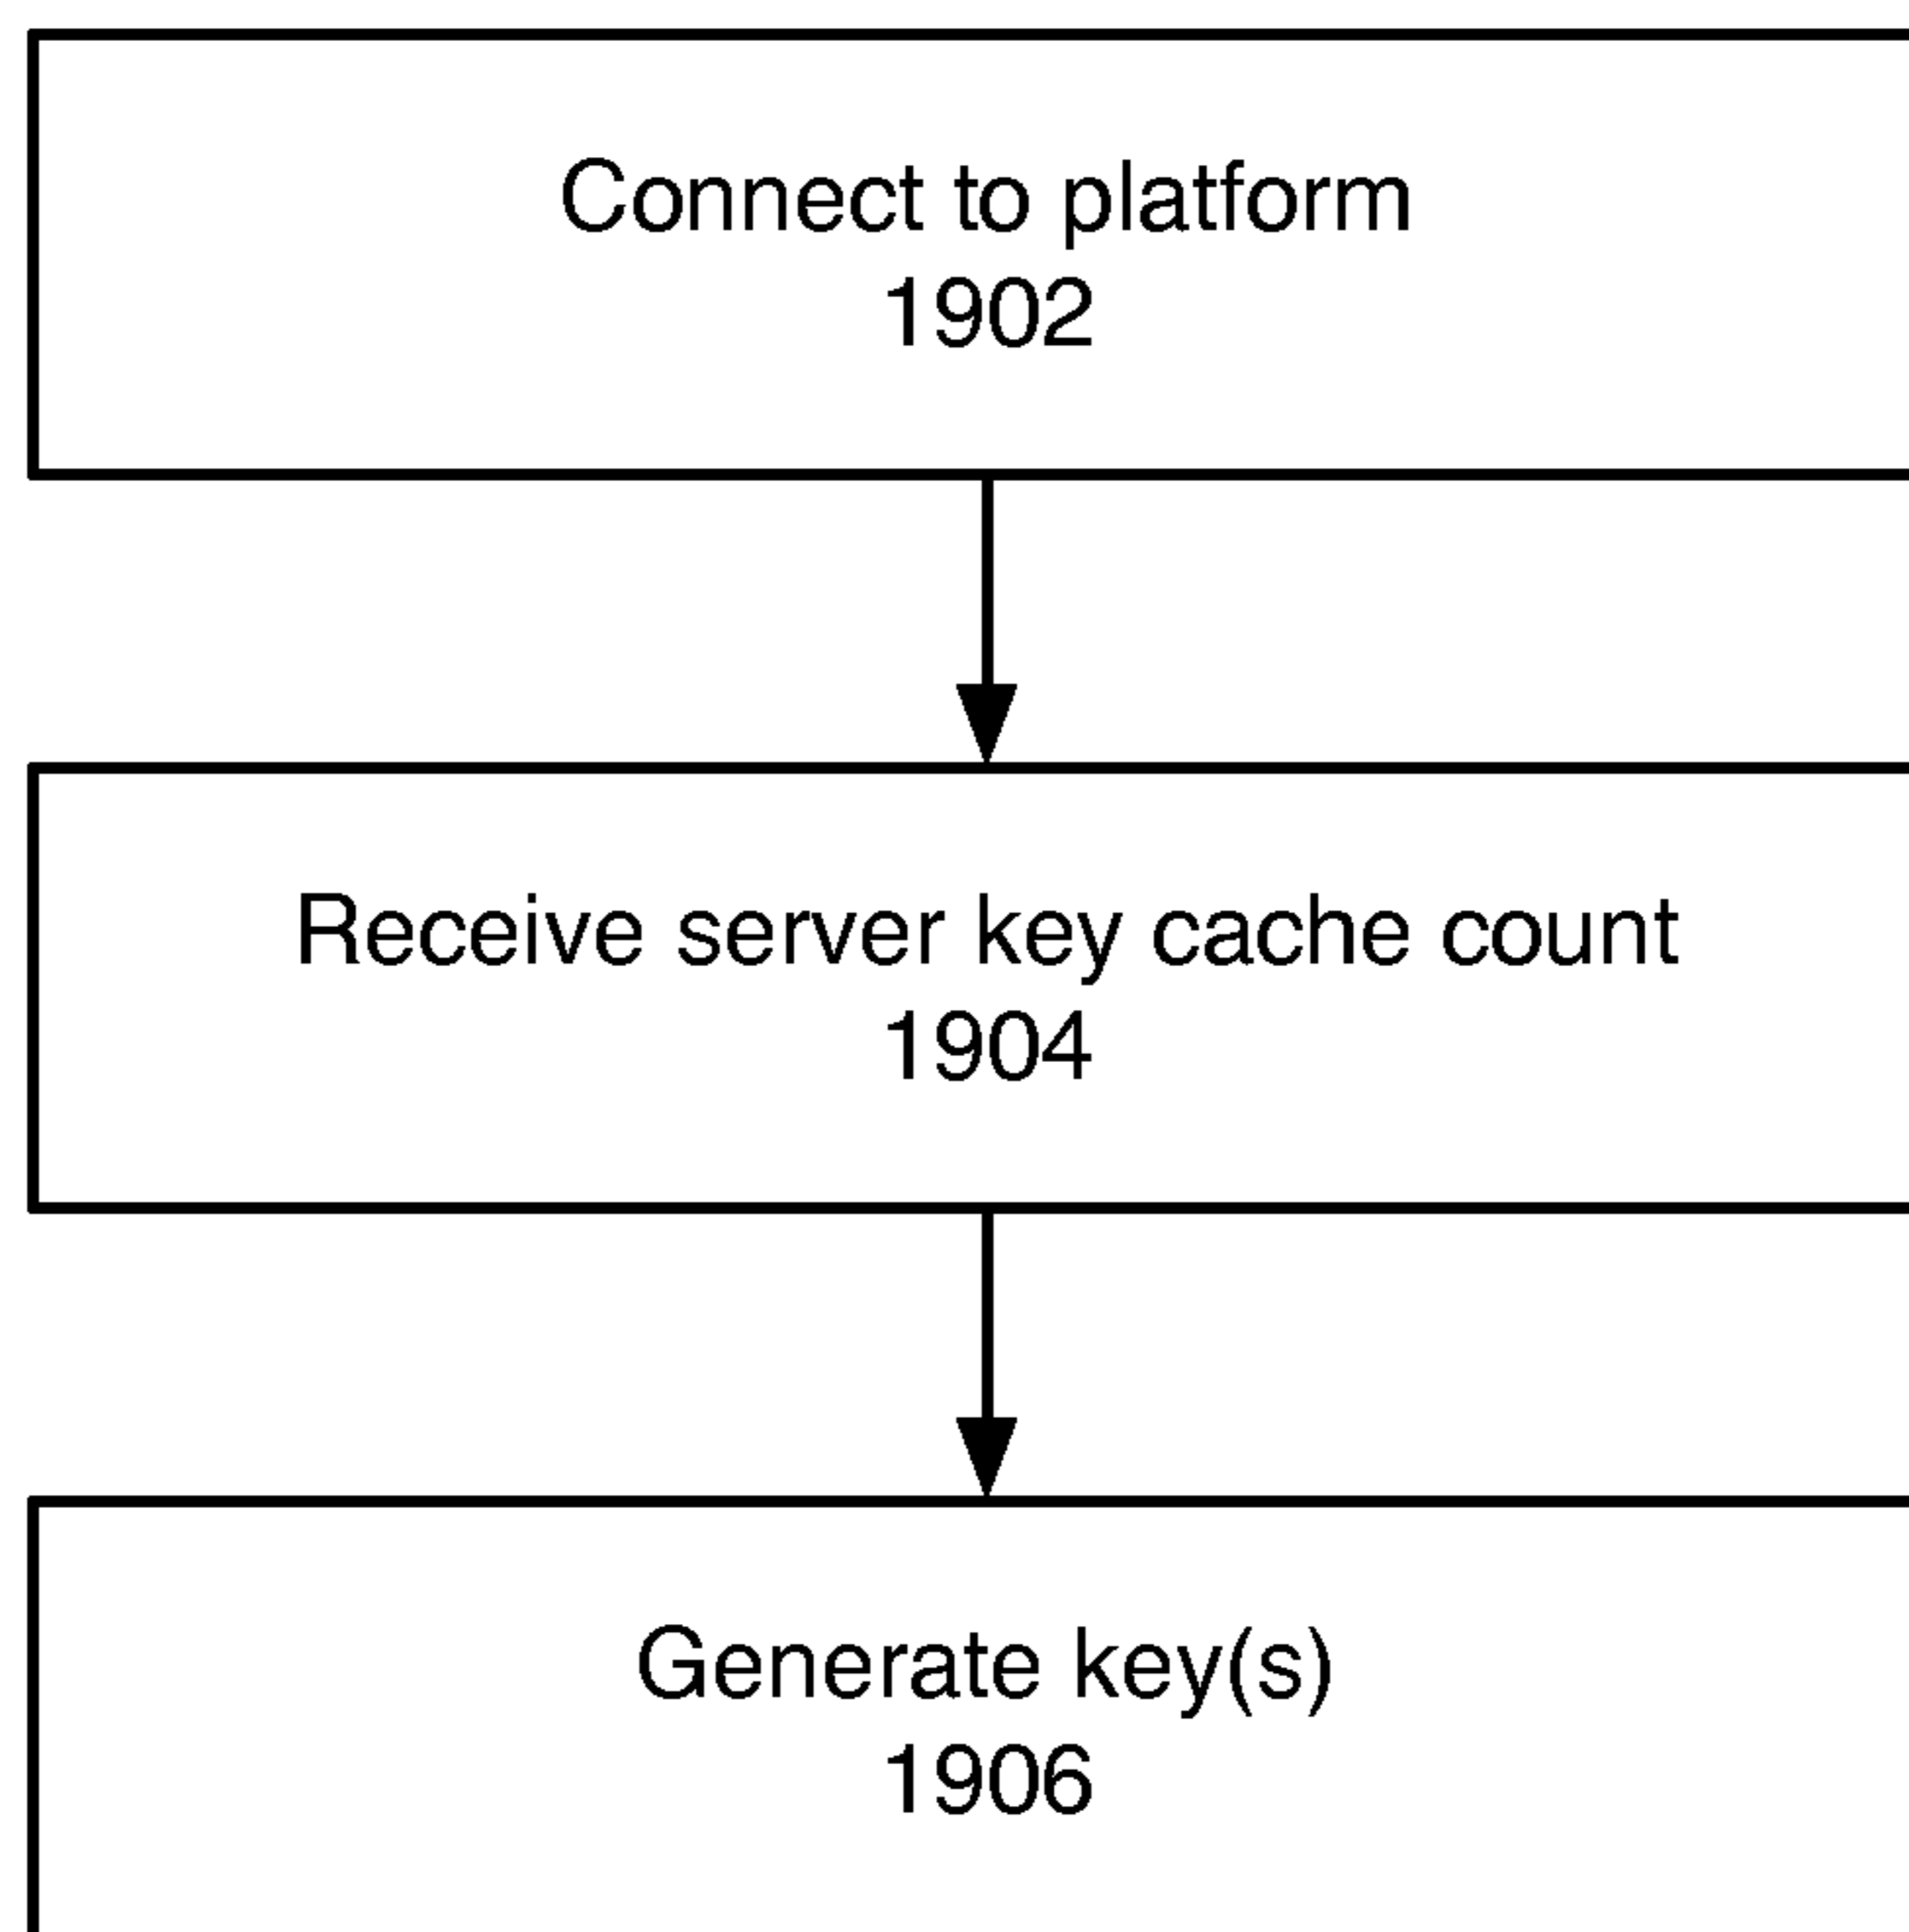 Connect to platform
1902
Receive server key cache count
1904
Generate key(s)
1906